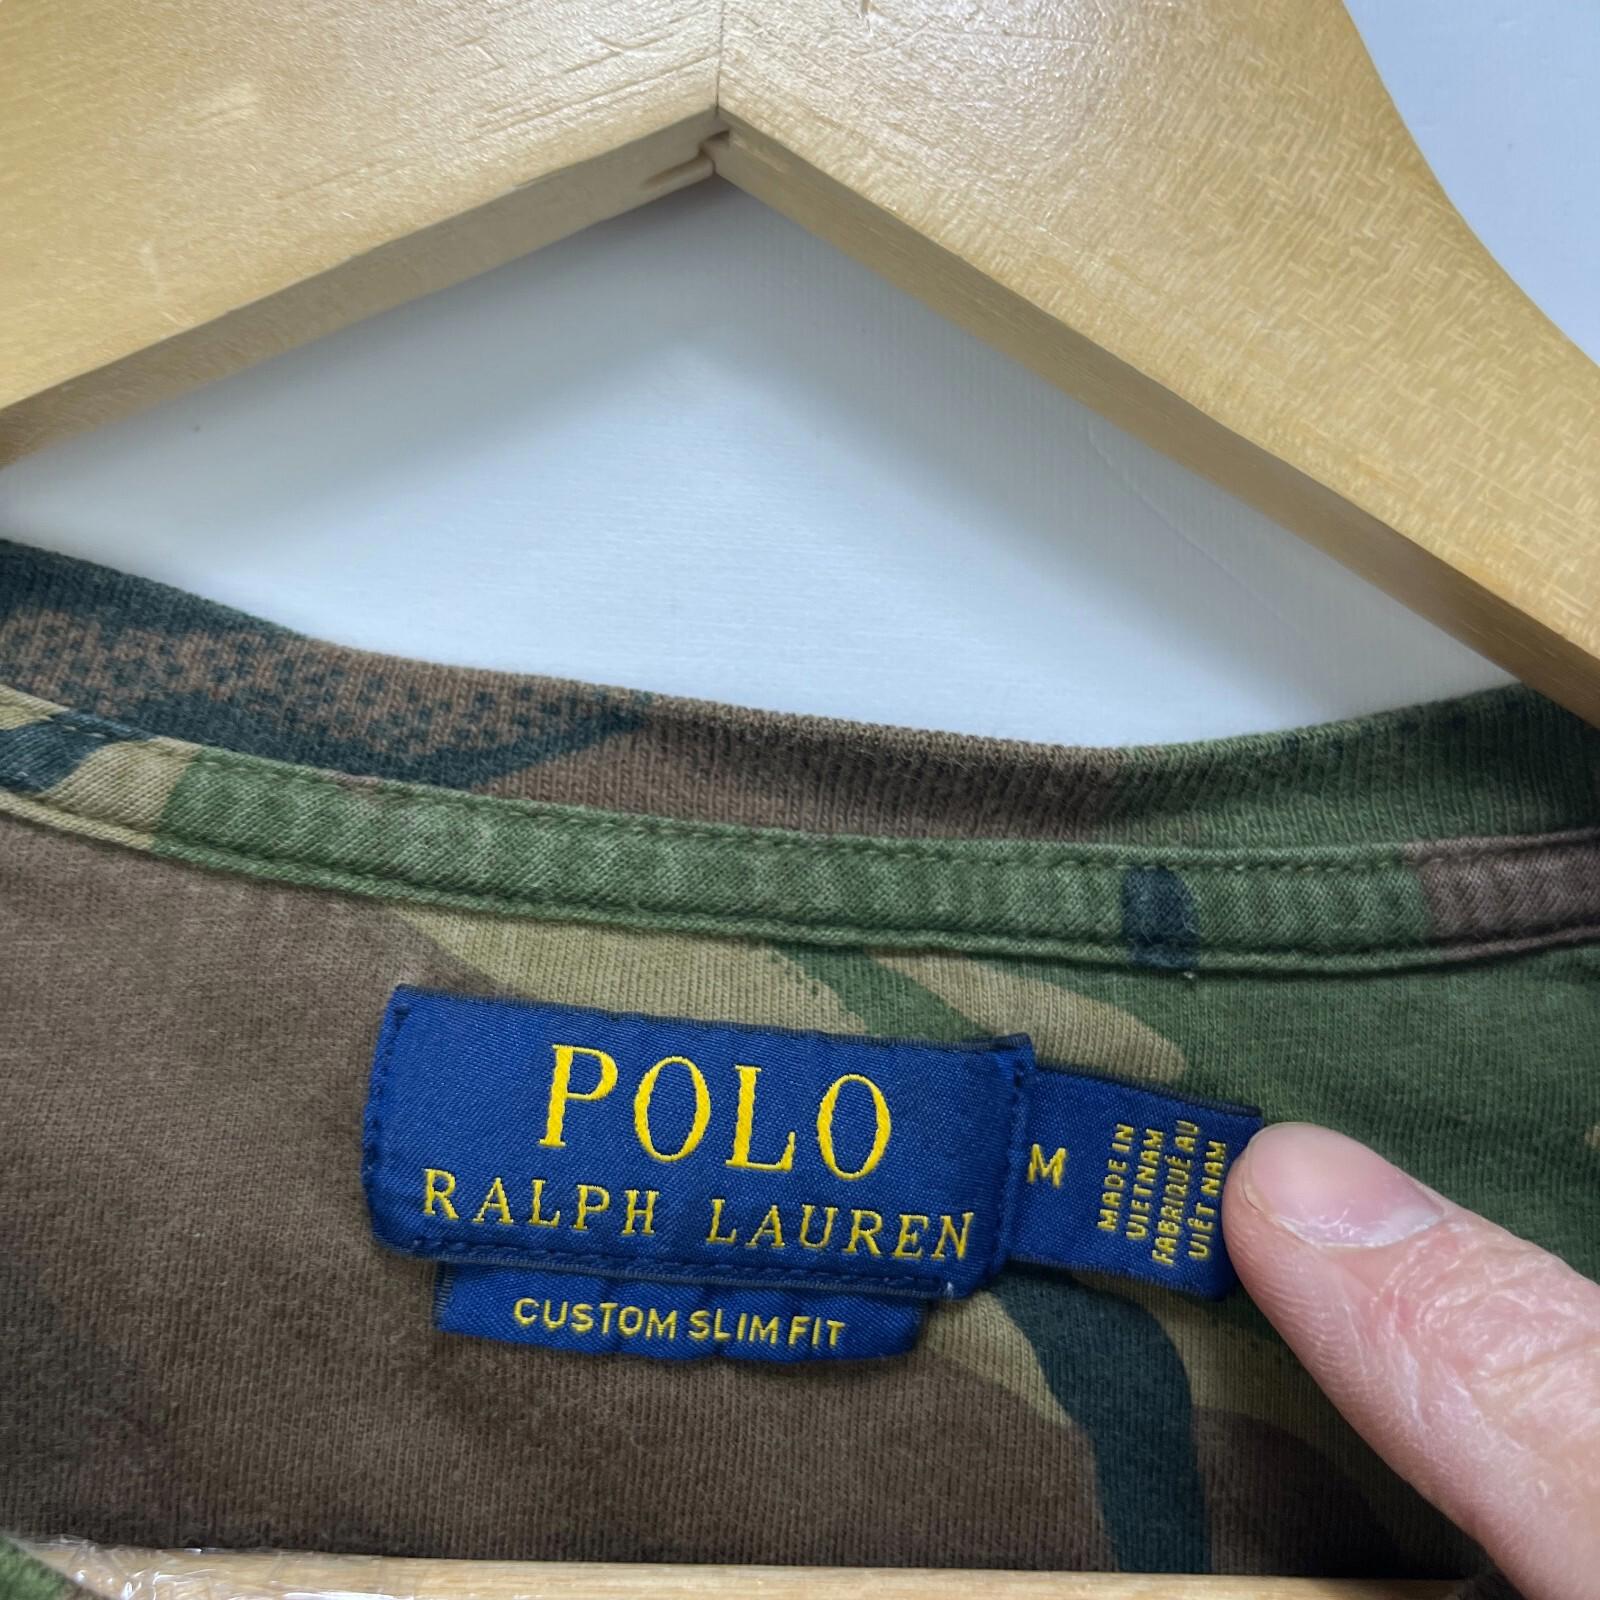 POLO
RALPH LAUREN
CUSTOM SLIM FIT
M
MADE IN
VIETNAM
FABRIQUÉ AU
VIÊT NAM